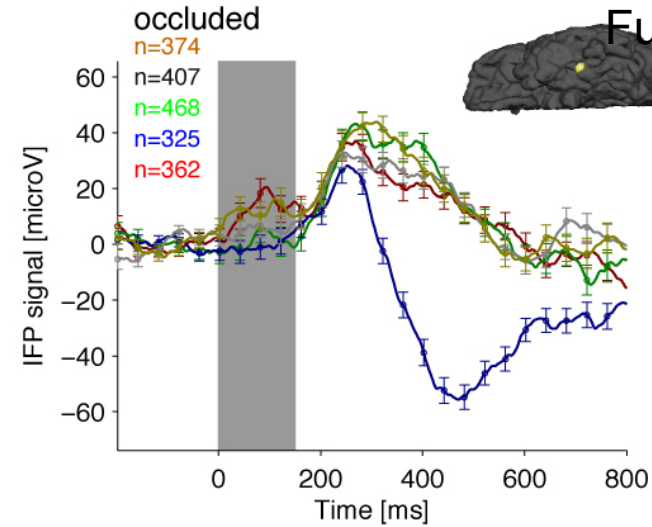 occluded
Fu
n=374
n=407
n=468
n=325
n=362
60
40
20
0
−20
−40
−60
IFP signal [microV]
0 200 400 600 800
Time [ms]